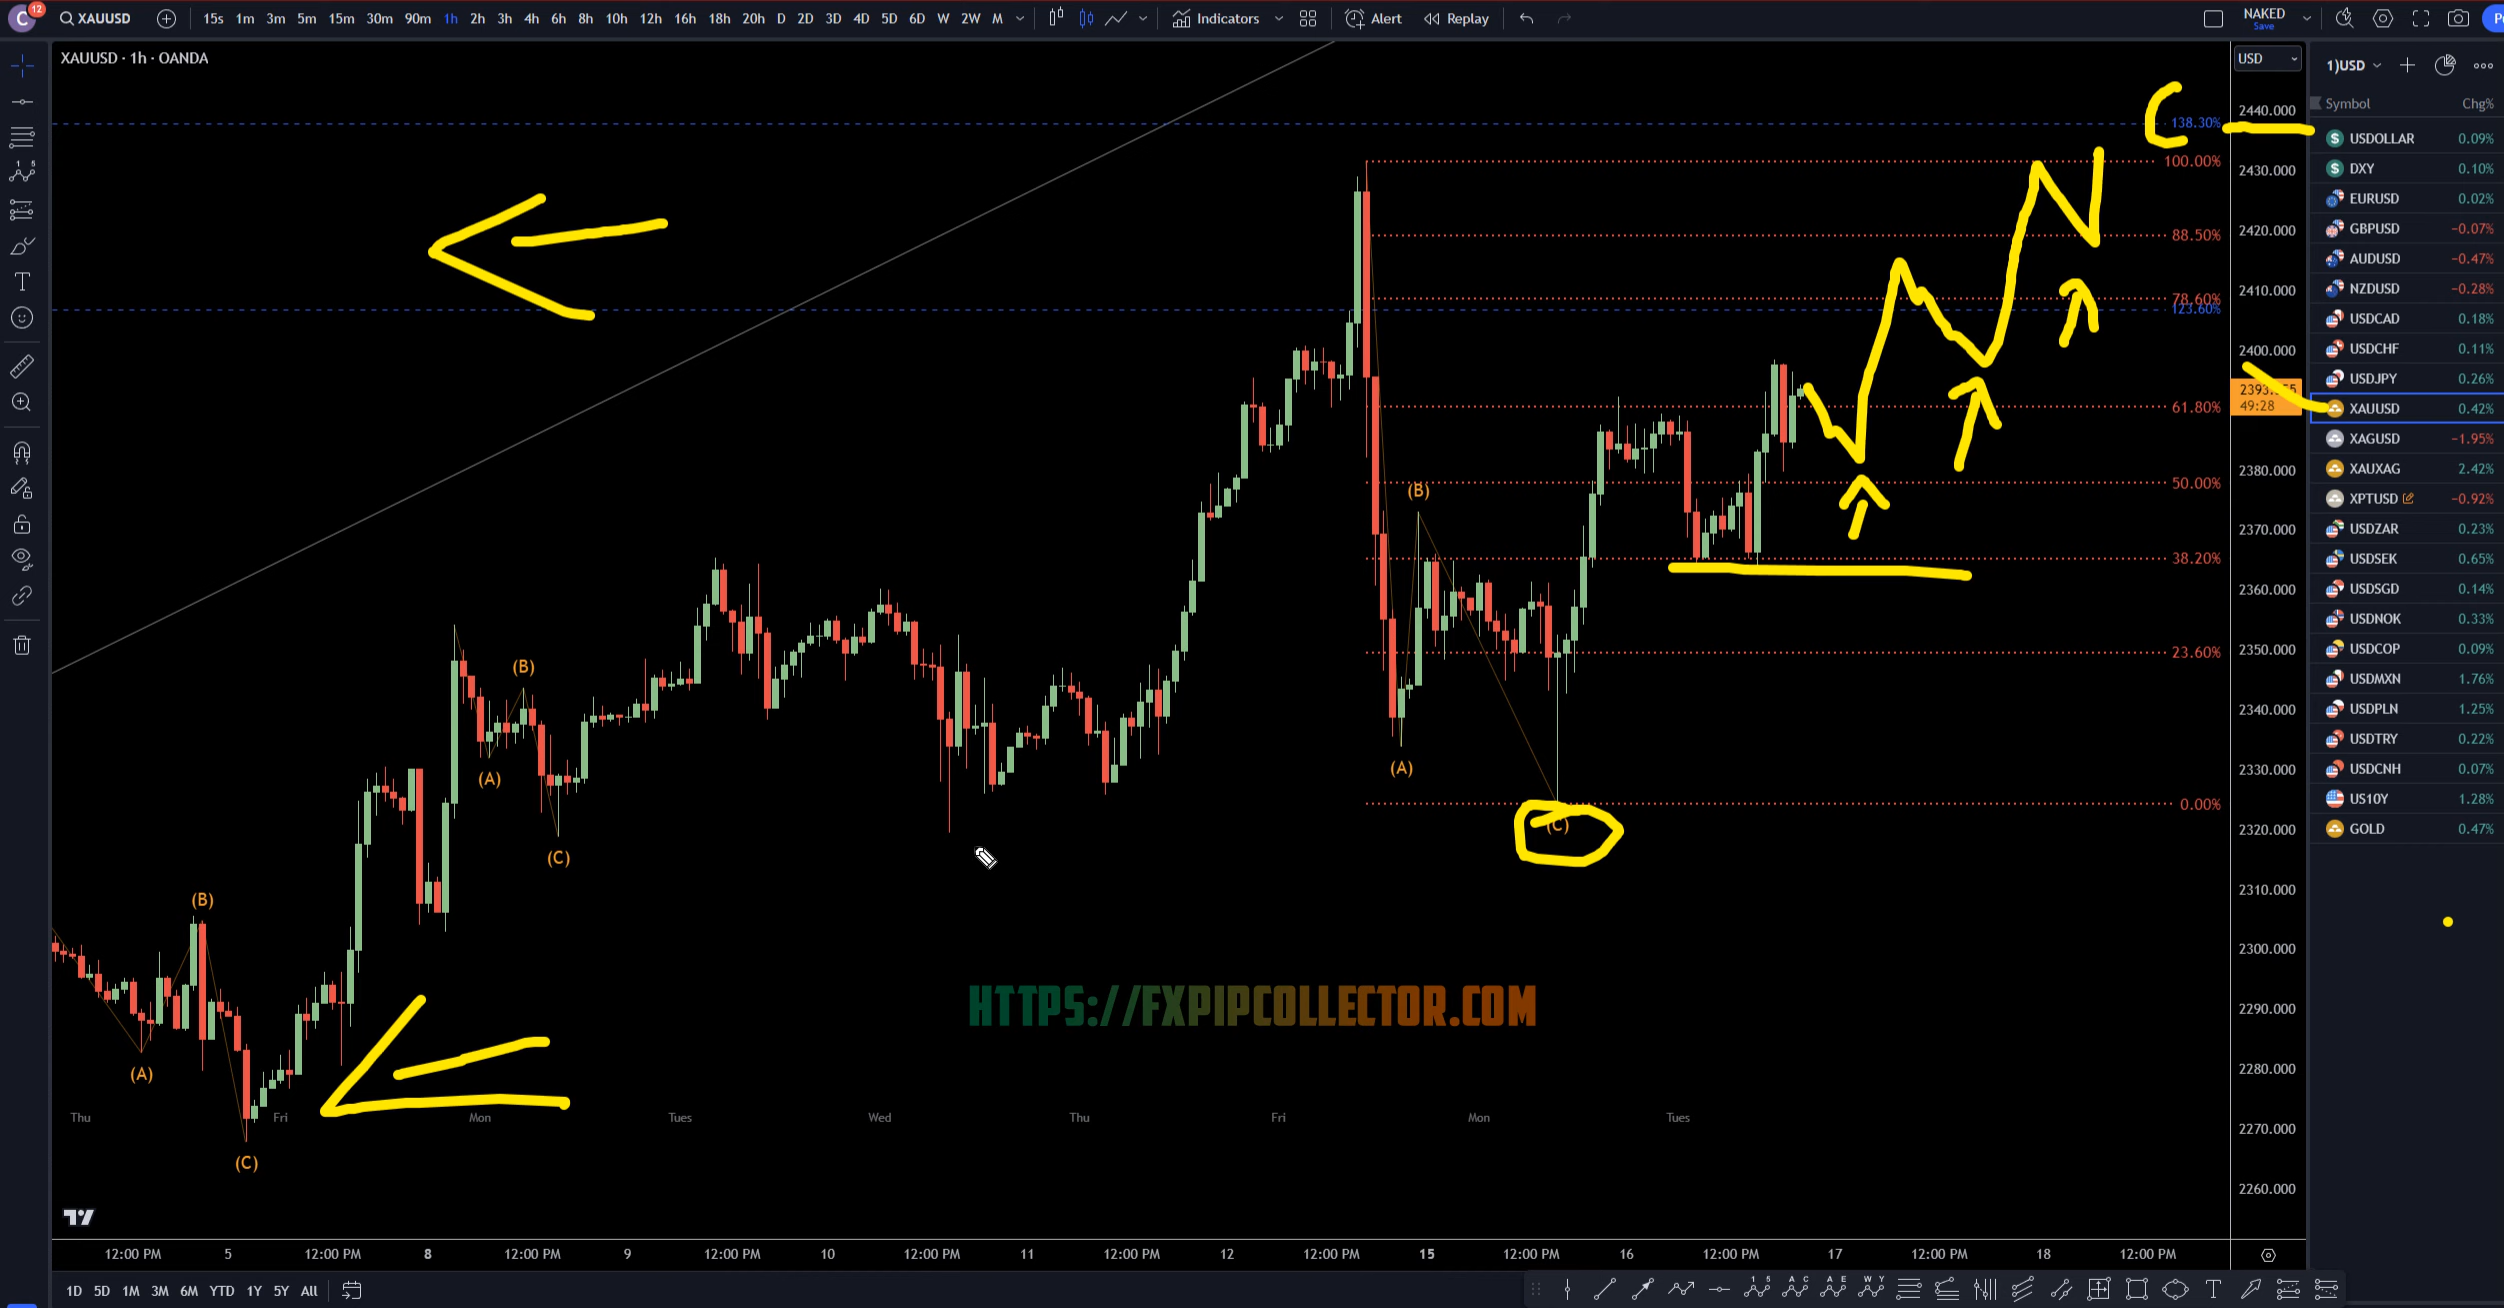 C 12 XAUUSD 15s 1m 3m 5m 15m 30m 90m 1h 2h 3h 4h 6h 8h 10h 12h 16h 18h 20h D 2D 3D 4D 5D 6D W 2W M Indicators Alert Replay NAKED
Save
XAUUSD · 1h · OANDA
USD
1)USD
Symbol Chg%
USDOLLAR 0.09%
DXY 0.10%
EURUSD 0.02%
GBPUSD −0.07%
AUDUSD −0.47%
NZDUSD −0.28%
USDCAD 0.18%
USDCHF 0.11%
USDJPY 0.26%
XAUUSD 0.42%
XAGUSD −1.95%
XAUXAG 2.42%
XPTUSD −0.92%
USDZAR 0.23%
USDSEK 0.65%
USDSGD 0.14%
USDNOK 0.33%
USDCOP 0.09%
USDMXN 1.76%
USDPLN 1.25%
USDTRY 0.22%
USDCNH 0.07%
US10Y 1.28%
GOLD 0.47%
2440.000
2430.000
2420.000
2410.000
2400.000
49:28
2380.000
2370.000
2360.000
2350.000
2340.000
2330.000
2320.000
2310.000
2300.000
2290.000
2280.000
2270.000
2260.000
C
138.30%
100.00%
88.50%
78.60%
123.60%
61.80%
50.00%
38.20%
23.60%
0.00%
(B)
(A)
(C)
(B)
(A)
(C)
(B)
(A)
(C)
HTTPS://FXPIPCOLLECTOR.COM
Thu Fri Mon Tues Wed Thu Fri Mon Tues
12:00 PM 5 12:00 PM 8 12:00 PM 9 12:00 PM 10 12:00 PM 11 12:00 PM 12 12:00 PM 15 12:00 PM 16 12:00 PM 17 12:00 PM 18 12:00 PM
1D 5D 1M 3M 6M YTD 1Y 5Y All